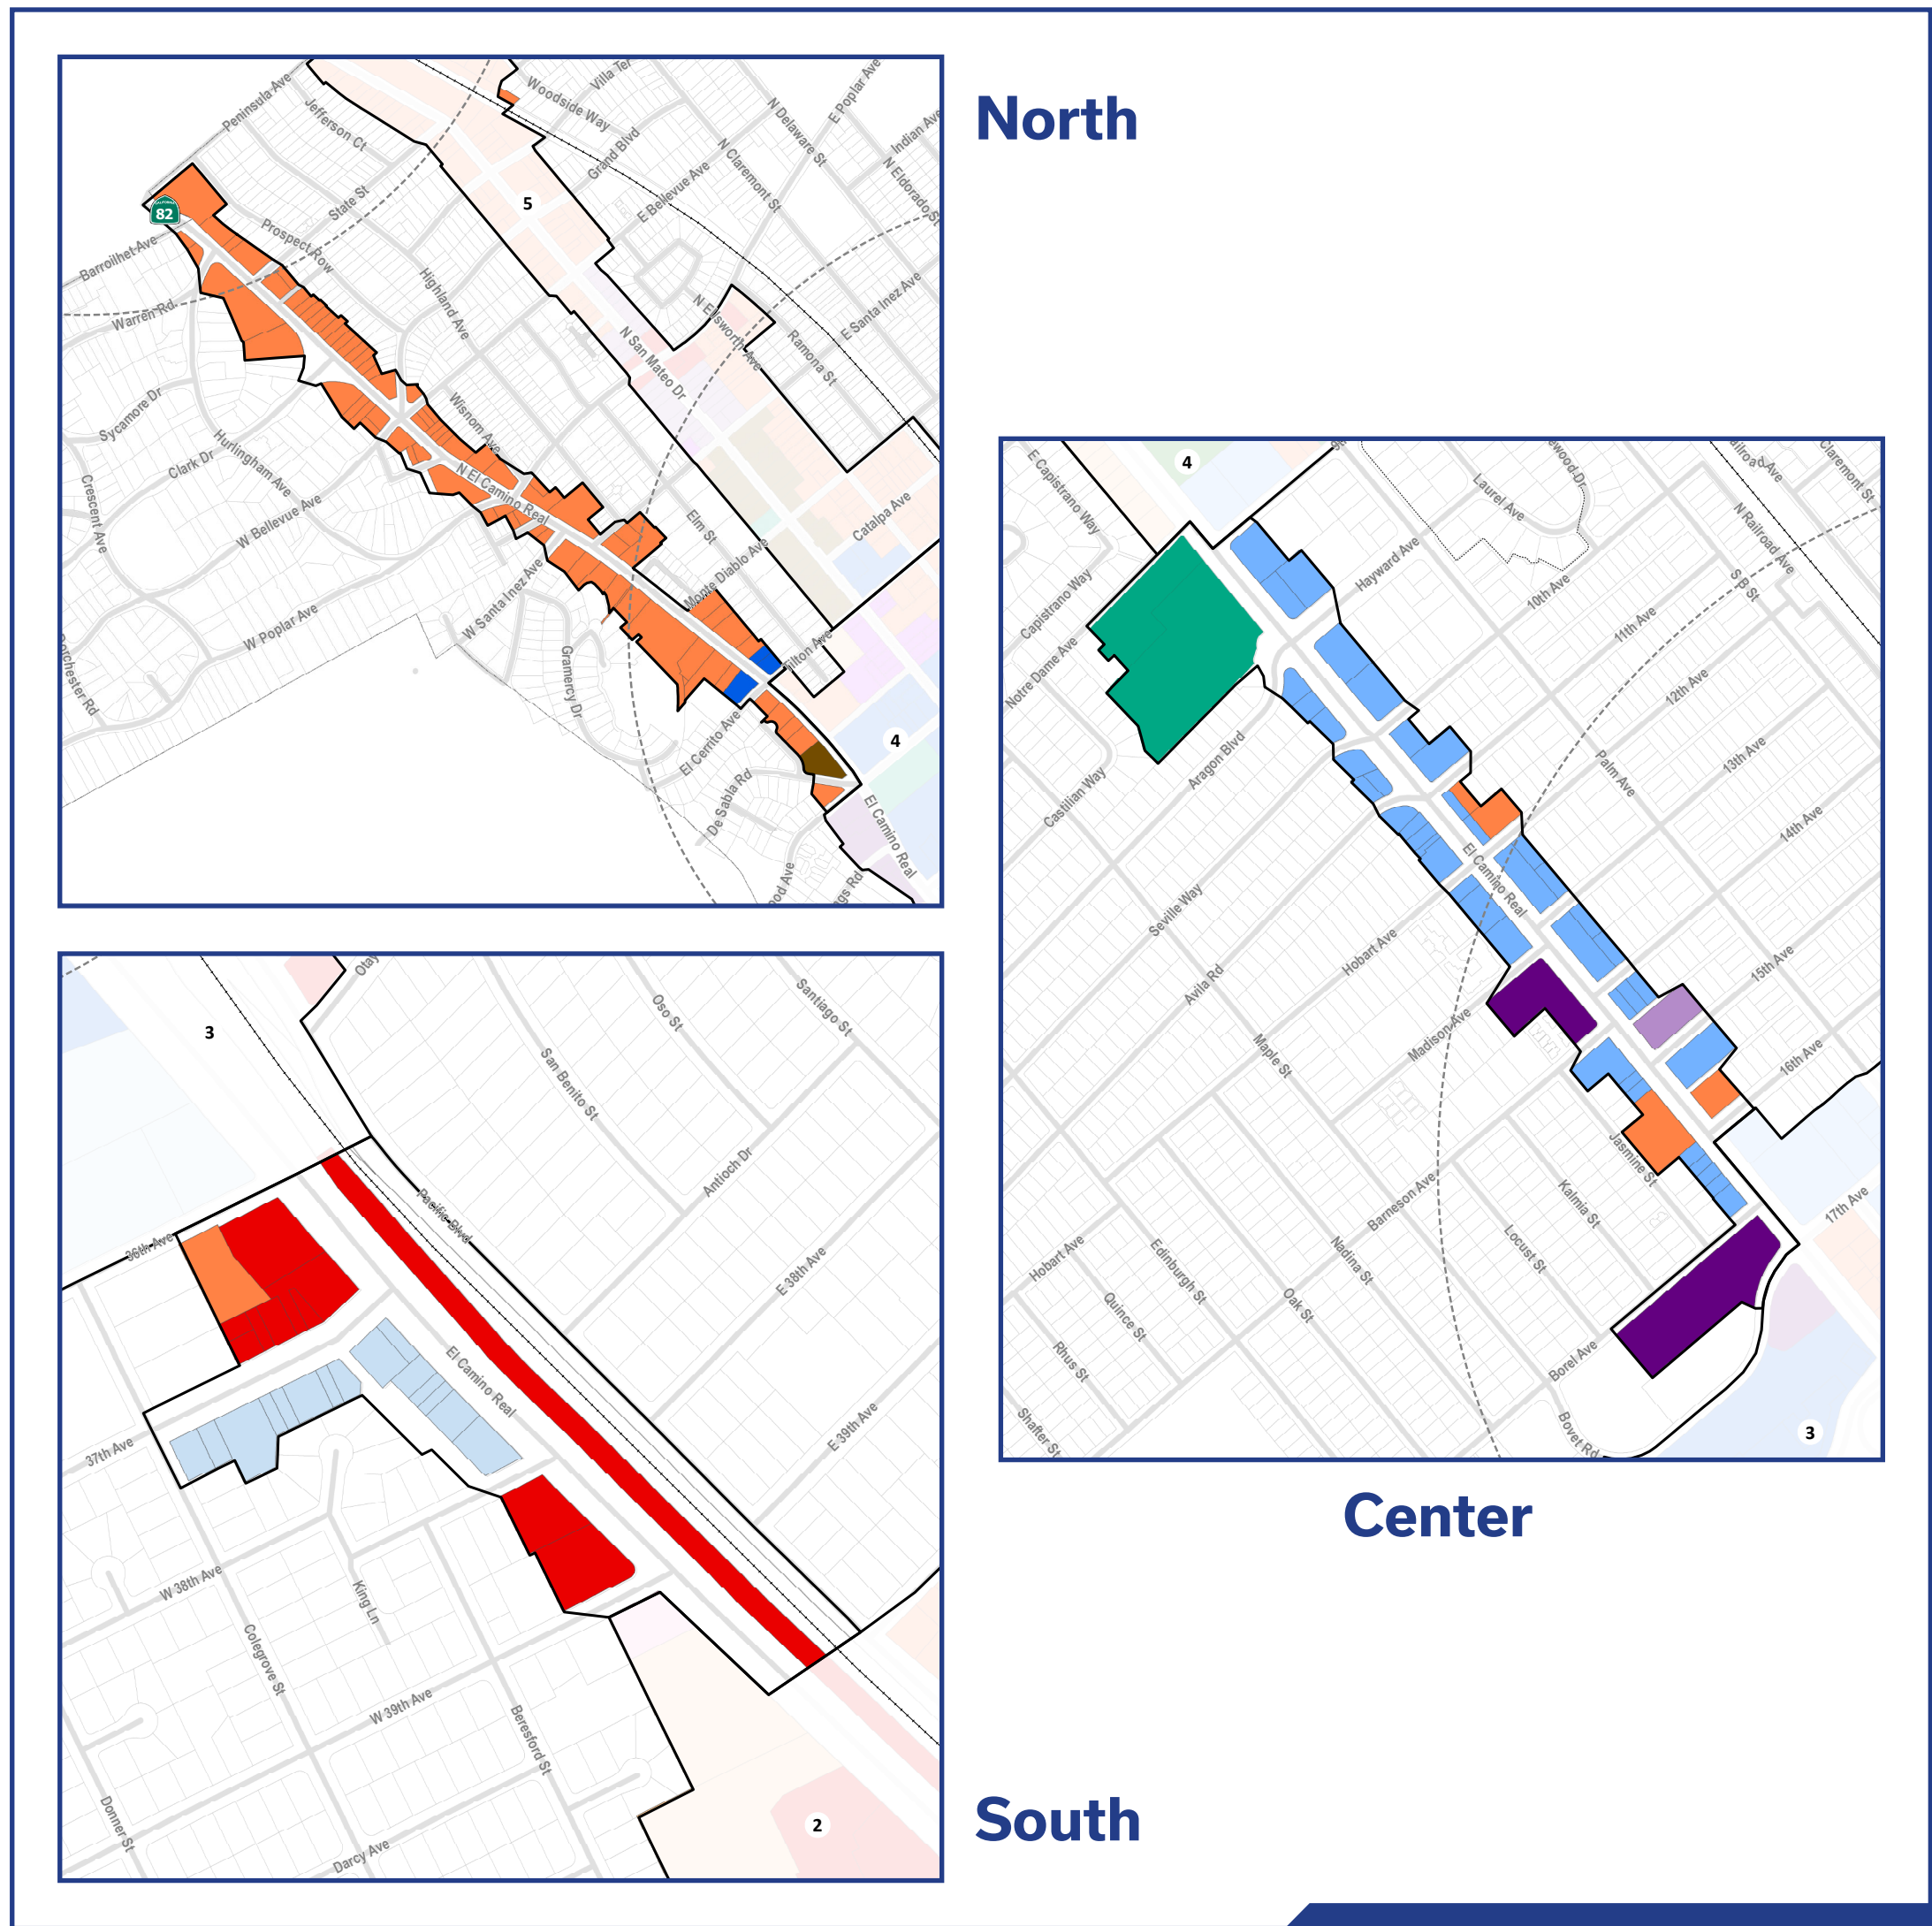 North
Peninsula Ave
Jefferson Ct
State St
Prospect Row
Woodside Way
Villa Ter
Grand Blvd
N Delaware St
E Poplar Ave
Indian Ave
N Claremont St
N Eldorado St
E Bellevue Ave
5
CALIFORNIA
82
Barroilhet Ave
Warren Rd
Highland Ave
N Ellsworth Ave
E Santa Inez Ave
N San Mateo Dr
Ramona St
Sycamore Dr
Hurlingham Ave
Clark Dr
Wisnom Ave
Crescent Ave
W Bellevue Ave
N El Camino Real
Elm St
Catalpa Ave
Monte Diablo Ave
W Poplar Ave
W Santa Inez Ave
Gramercy Dr
Tilton Ave
El Cerrito Ave
De Sabla Rd
4
El Camino Real
4
E Capistrano Way
Laurel Ave
Claremont St
N Railroad Ave
Capistrano Way
Hayward Ave
10th Ave
S B St
Notre Dame Ave
11th Ave
12th Ave
Aragon Blvd
Castilian Way
Palm Ave
13th Ave
14th Ave
El Camino Real
Seville Way
Hobart Ave
15th Ave
Avila Rd
Madison Ave
Maple St
16th Ave
Jasmine St
Kalmia St
17th Ave
Barneson Ave
Locust St
Hobart Ave
Edinburgh St
Nadina St
Quince St
Oak St
Rhus St
Borel Ave
Shafter St
Bovet Rd
3
Center
3
Otay
Oso St
Santiago St
San Benito St
Antioch Dr
Pacific Blvd
36th Ave
E 38th Ave
El Camino Real
37th Ave
E 39th Ave
W 38th Ave
King Ln
Colegrove St
W 39th Ave
Beresford St
Donner St
Darcy Ave
2
South